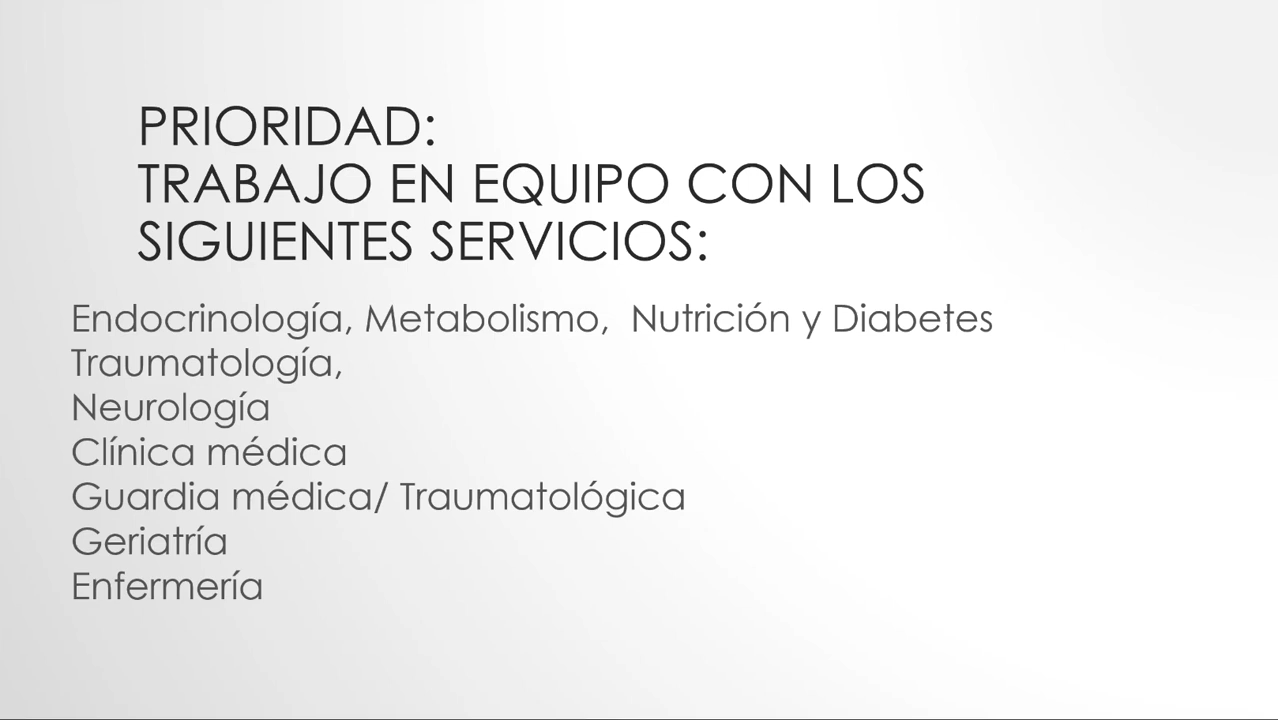 PRIORIDAD:
TRABAJO EN EQUIPO CON LOS
SIGUIENTES SERVICIOS:
Endocrinología, Metabolismo,  Nutrición y Diabetes
Traumatología,
Neurología
Clínica médica
Guardia médica/ Traumatológica
Geriatría
Enfermería